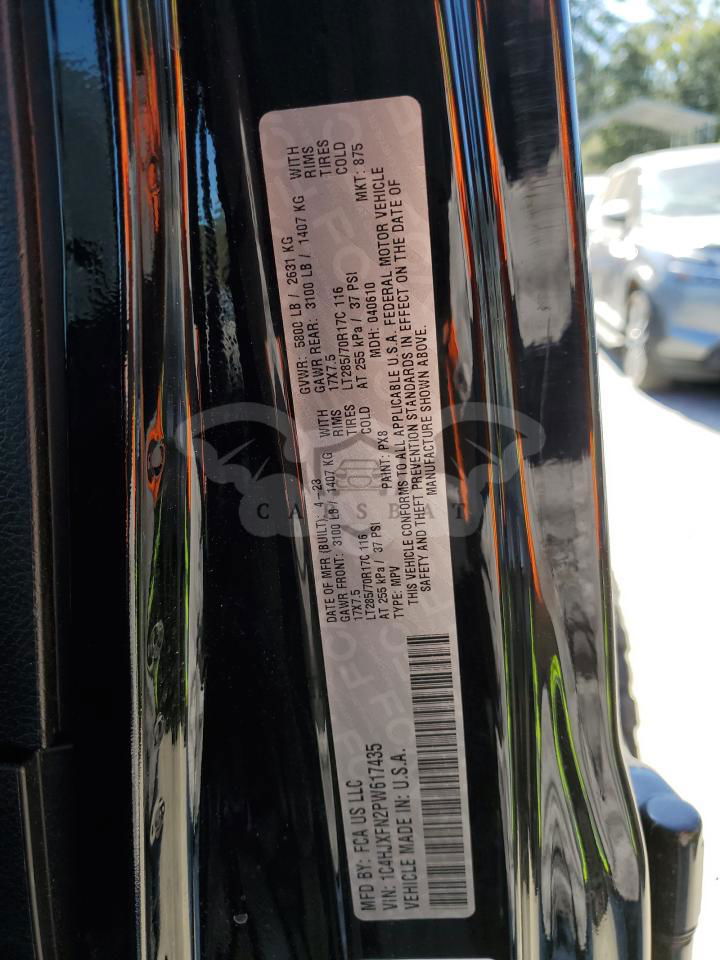 MFD BY: FCA US LLC
VIN: 1C4HJXFN2PW617435
VEHICLE MADE IN: U.S.A.
DATE OF MFR (BUILT): 4-23
GAWR FRONT: 3100 LB / 1407 KG WITH
17X7.5 RIMS
LT285/70R17C 116 TIRES
AT 255 kPa / 37 PSI COLD
TYPE: MPV PAINT: PX8
GVWR: 5800 LB / 2631 KG
GAWR REAR: 3100 LB / 1407 KG WITH
17X7.5 RIMS
LT285/70R17C 116 TIRES
AT 255 kPa / 37 PSI COLD
MDH: 040610 MKT: 875
THIS VEHICLE CONFORMS TO ALL APPLICABLE U.S.A. FEDERAL MOTOR VEHICLE
SAFETY AND THEFT PREVENTION STANDARDS IN EFFECT ON THE DATE OF
MANUFACTURE SHOWN ABOVE.
CATSBAT